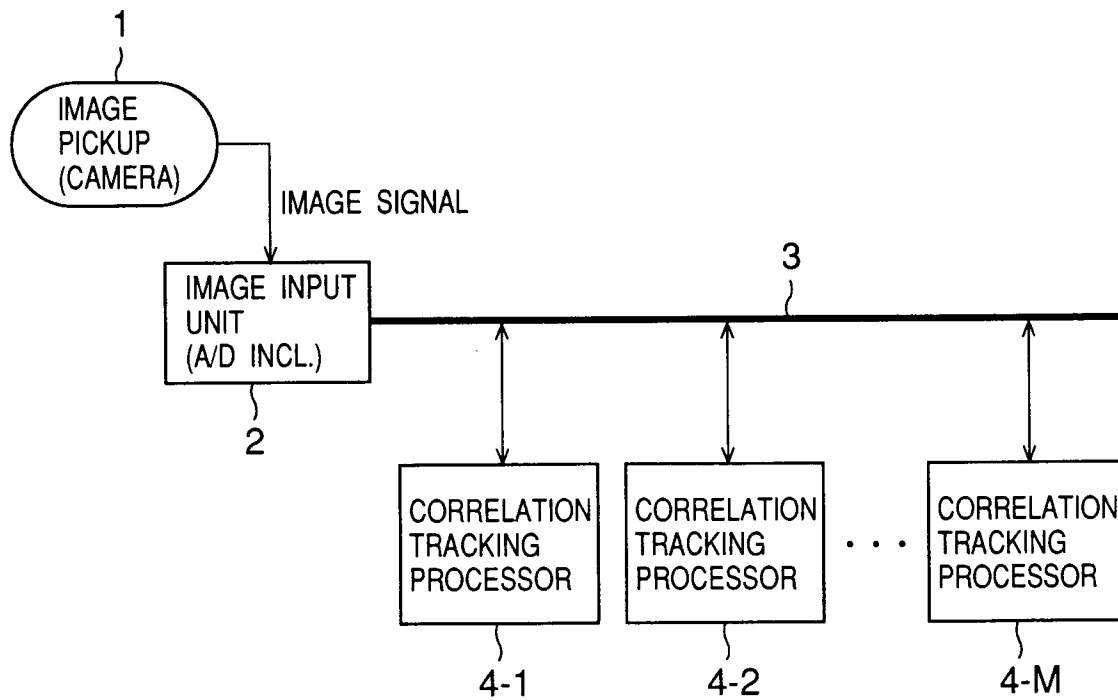 1
IMAGE
PICKUP
(CAMERA)
IMAGE SIGNAL
IMAGE INPUT
UNIT
(A/D INCL.)
2
3
CORRELATION
TRACKING
PROCESSOR
4-1
CORRELATION
TRACKING
PROCESSOR
4-2
• • •
CORRELATION
TRACKING
PROCESSOR
4-M